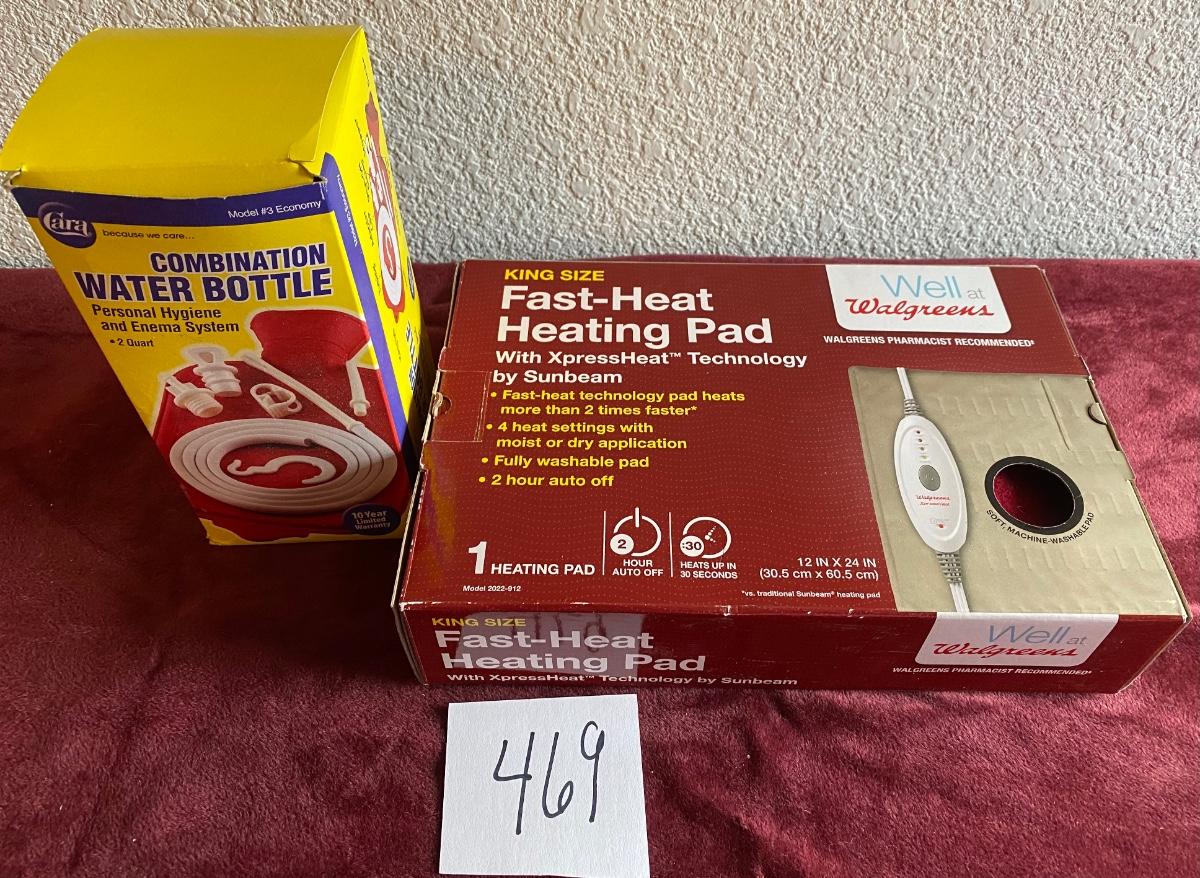 Model #3 Economy
Cara
because we care...
COMBINATION
WATER BOTTLE
Personal Hygiene
and Enema System
• 2 Quart
10 Year
Limited
Warranty
KING SIZE
Fast-Heat
Heating Pad
With XpressHeat™ Technology
by Sunbeam
• Fast-heat technology pad heats
more than 2 times faster*
• 4 heat settings with
moist or dry application
• Fully washable pad
• 2 hour auto off
Well at
Walgreens
WALGREENS PHARMACIST RECOMMENDED†
Walgreens
SOFT, MACHINE-WASHABLE PAD
1 HEATING PAD
2
HOUR
AUTO OFF
:30
HEATS UP IN
30 SECONDS
12 IN X 24 IN
(30.5 cm x 60.5 cm)
Model 2022-912
*vs. traditional Sunbeam® heating pad
KING SIZE
Fast-Heat
Heating Pad
With XpressHeat™ Technology by Sunbeam
Well at
Walgreens
WALGREENS PHARMACIST RECOMMENDED†
469